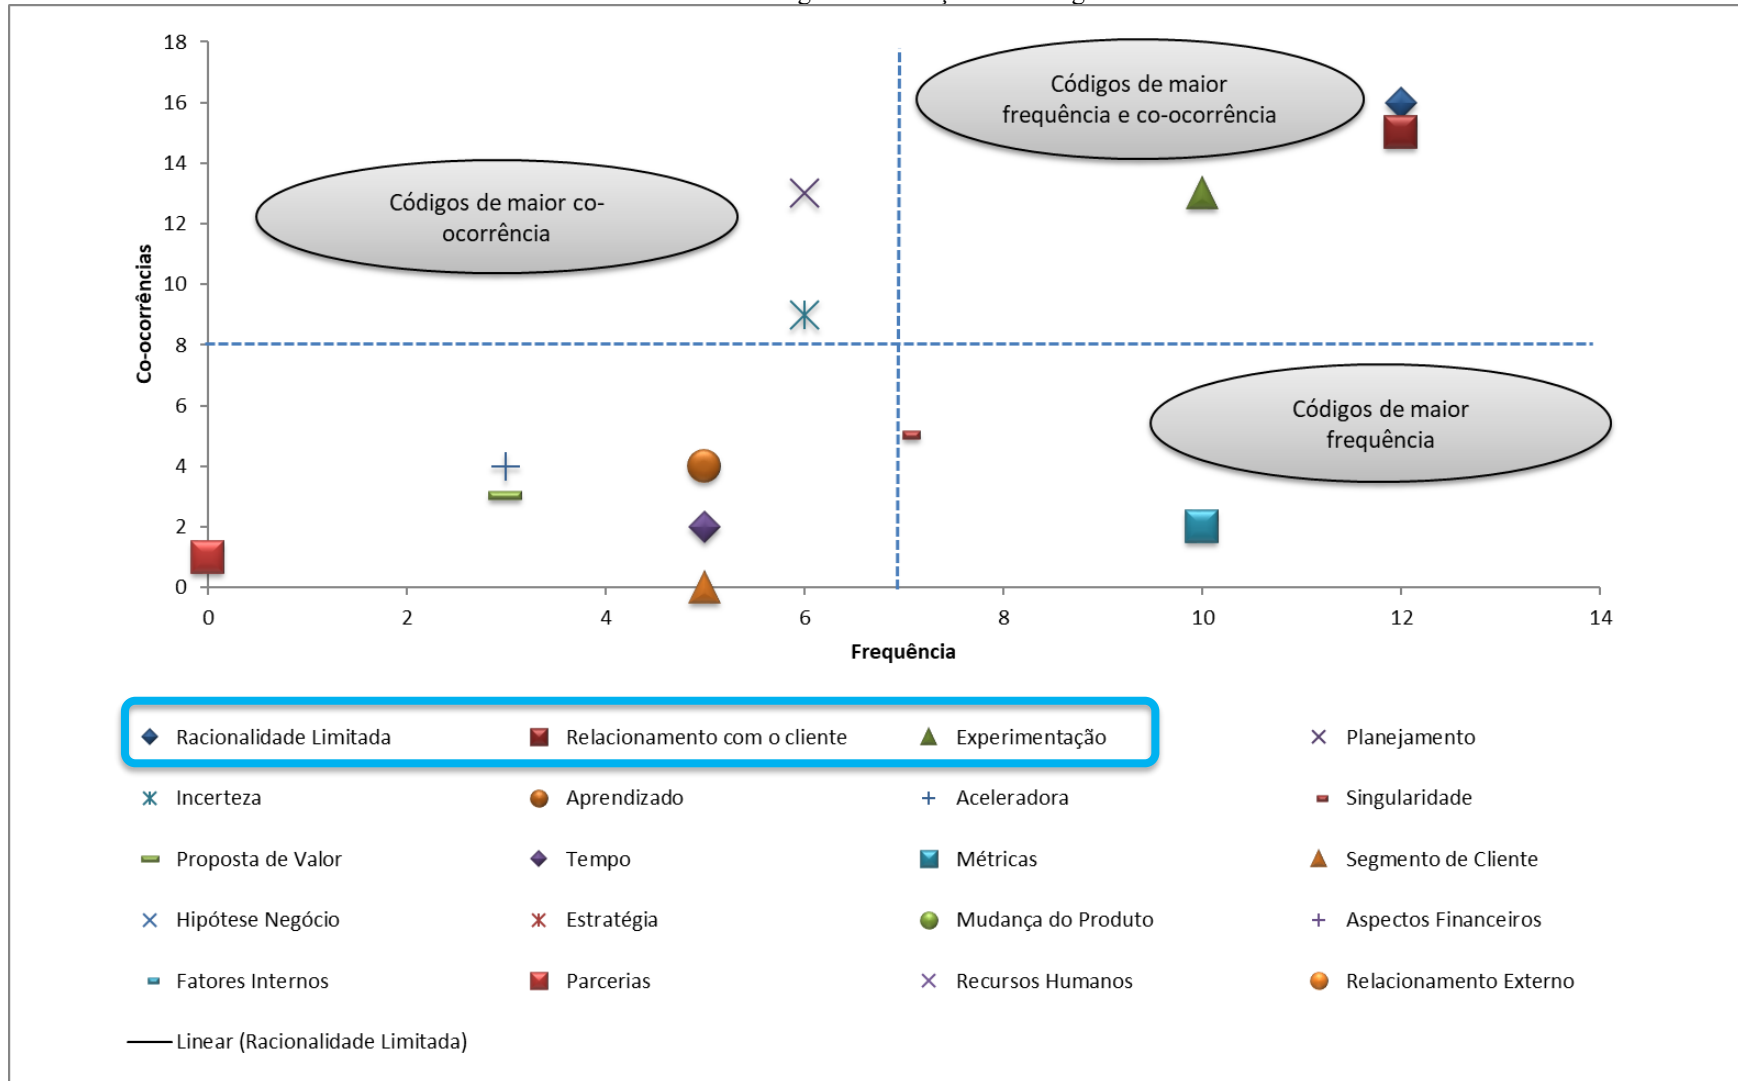 18
16
14
12
10
8
6
4
2
0
Co-ocorrências
Códigos de maior
frequência e co-ocorrência
Códigos de maior co-
ocorrência
Códigos de maior
frequência
0 2 4 6 8 10 12 14
Frequência
Racionalidade Limitada Relacionamento com o cliente Experimentação Planejamento
Incerteza Aprendizado Aceleradora Singularidade
Proposta de Valor Tempo Métricas Segmento de Cliente
Hipótese Negócio Estratégia Mudança do Produto Aspectos Financeiros
Fatores Internos Parcerias Recursos Humanos Relacionamento Externo
Linear (Racionalidade Limitada)